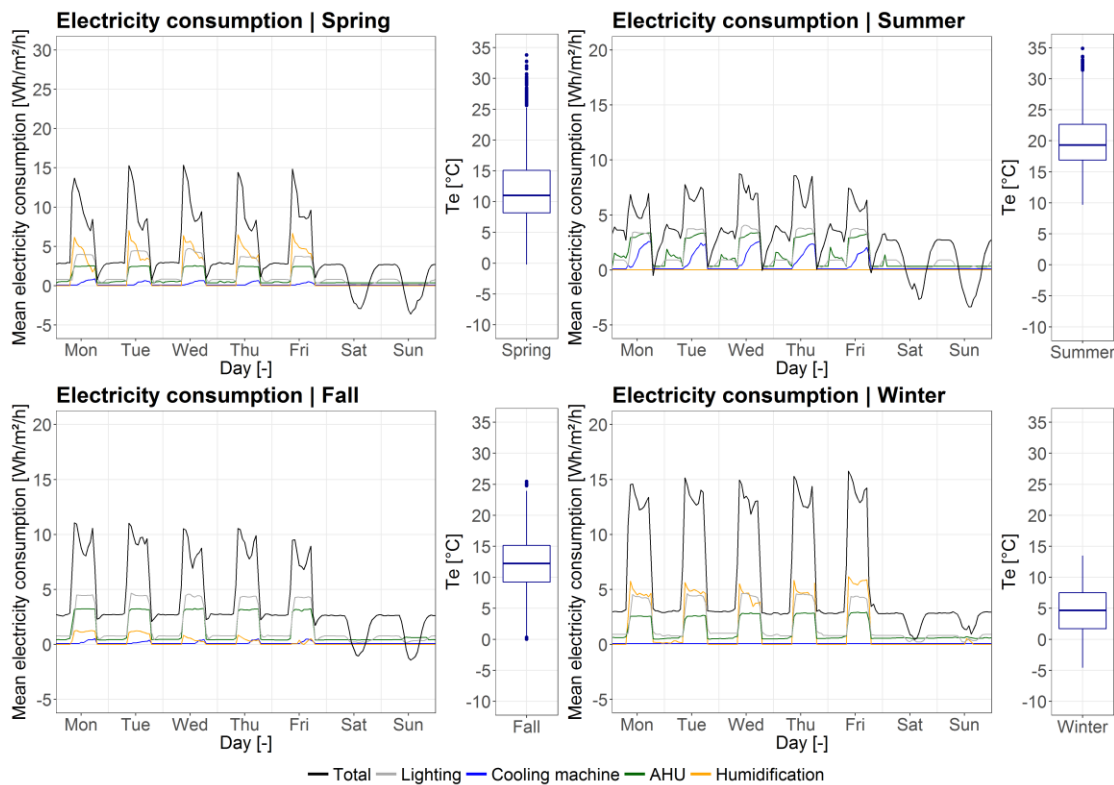 Electricity consumption | Spring
Mean electricity consumption [Wh/m²/h]
30
25
20
15
10
5
0
-5
Mon Tue Wed Thu Fri Sat Sun
Day [-]
Te [°C]
35
30
25
20
15
10
5
0
-5
-10
Spring
Electricity consumption | Summer
Mean electricity consumption [Wh/m²/h]
20
15
10
5
0
-5
Mon Tue Wed Thu Fri Sat Sun
Day [-]
Te [°C]
35
30
25
20
15
10
5
0
-5
-10
Summer
Electricity consumption | Fall
Mean electricity consumption [Wh/m²/h]
20
15
10
5
0
-5
Mon Tue Wed Thu Fri Sat Sun
Day [-]
Te [°C]
35
30
25
20
15
10
5
0
-5
-10
Fall
Electricity consumption | Winter
Mean electricity consumption [Wh/m²/h]
20
15
10
5
0
-5
Mon Tue Wed Thu Fri Sat Sun
Day [-]
Te [°C]
35
30
25
20
15
10
5
0
-5
-10
Winter
Total Lighting Cooling machine AHU Humidification